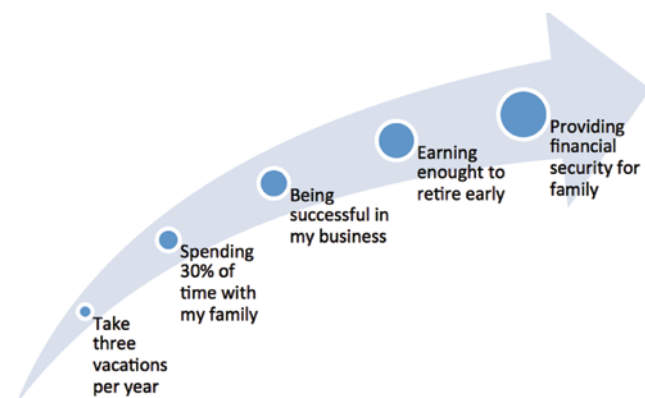 Take
three
vacations
per year
Spending
30% of
time with
my family
Being
successful in
my business
Earning
enought to
retire early
Providing
financial
security for
family